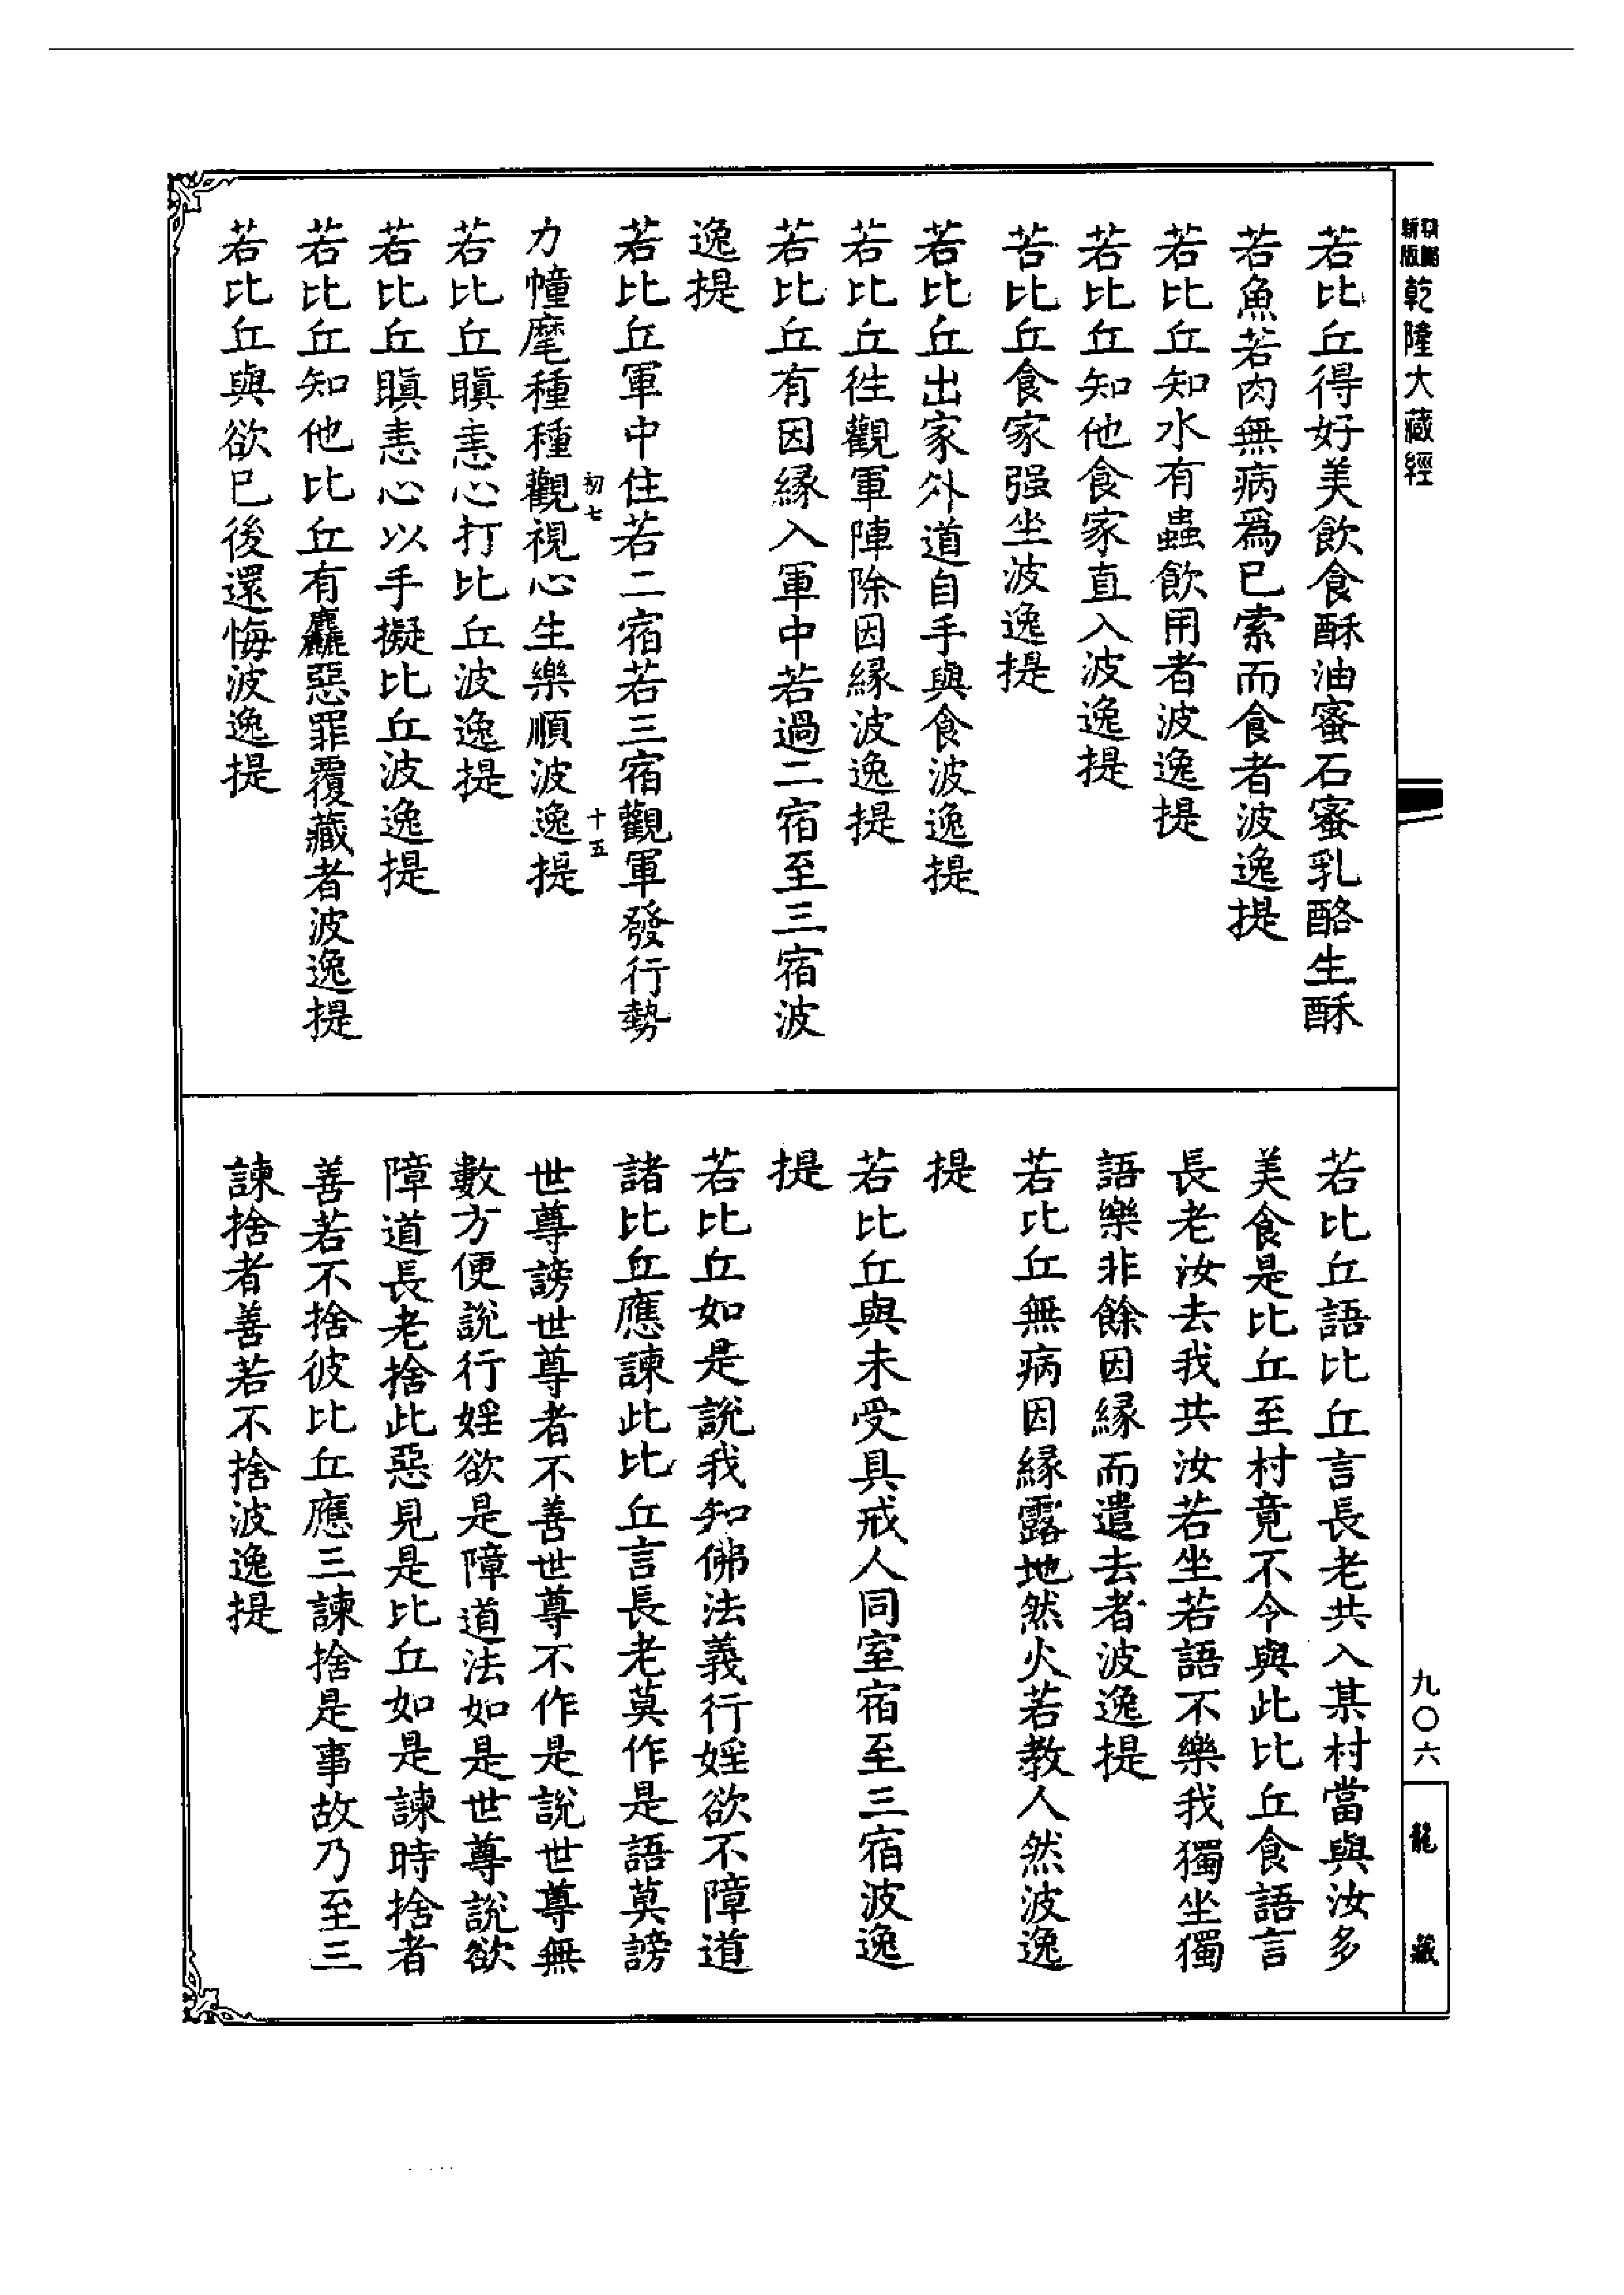 新版
乾隆大藏經
若比丘得好美飲食酥油蜜石蜜乳酪生酥
若魚若肉無病爲已索而食者波逸提
若比丘知水有蟲飲用者波逸提
若比丘知他食家直入波逸提
若比丘食家强坐波逸提
若比丘出家外道自手與食波逸提
若比丘徃觀軍陣除因緣波逸提
若比丘有因緣入軍中若過二宿至三宿波
逸提
若比丘軍中住若二宿若三宿觀軍發行勢
初七
十五
力幢麾種種觀視心生樂順波逸提
若比丘瞋恚心打比丘波逸提
若比丘瞋恚心以手擬比丘波逸提
若比丘知他比丘有麤惡罪覆藏者波逸提
若比丘與欲已後還悔波逸提
若比丘語比丘言長老共入某村當與汝多
美食是比丘至村竟不令與此比丘食語言
長老汝去我共汝若坐若語不樂我獨坐獨
語樂非餘因緣而遣去者波逸提
若比丘無病因緣露地然火若教人然波逸
提
若比丘與未受具戒人同室宿至三宿波逸
提
若比丘如是說我知佛法義行婬欲不障道
諸比丘應諫此比丘言長老莫作是語莫謗
世尊謗世尊者不善世尊不作是說世尊無
數方便說行婬欲是障道法如是世尊說欲
障道長老捨此惡見是比丘如是諫時捨者
善若不捨彼比丘應三諫捨是事故乃至三
諫捨者善若不捨波逸提
九〇六
龍藏